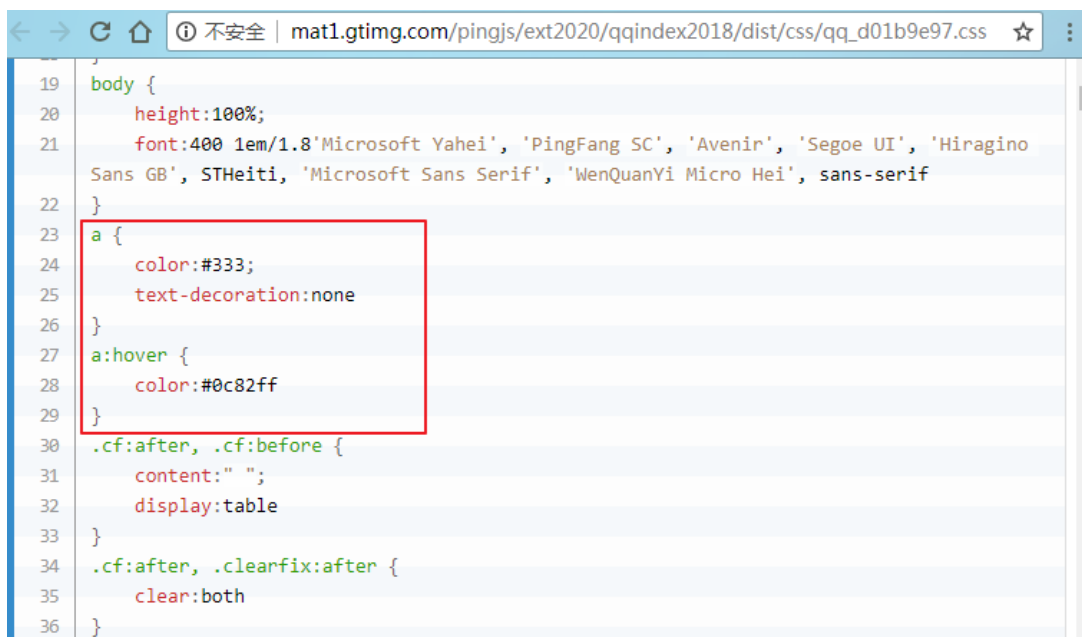 不安全 mat1.gtimg.com/pingjs/ext2020/qqindex2018/dist/css/qq_d01b9e97.css
}
19 body {
20 height:100%;
21 font:400 1em/1.8'Microsoft Yahei', 'PingFang SC', 'Avenir', 'Segoe UI', 'Hiragino
Sans GB', STHeiti, 'Microsoft Sans Serif', 'WenQuanYi Micro Hei', sans-serif
22 }
23 a {
24 color:#333;
25 text-decoration:none
26 }
27 a:hover {
28 color:#0c82ff
29 }
30 .cf:after, .cf:before {
31 content:" ";
32 display:table
33 }
34 .cf:after, .clearfix:after {
35 clear:both
36 }